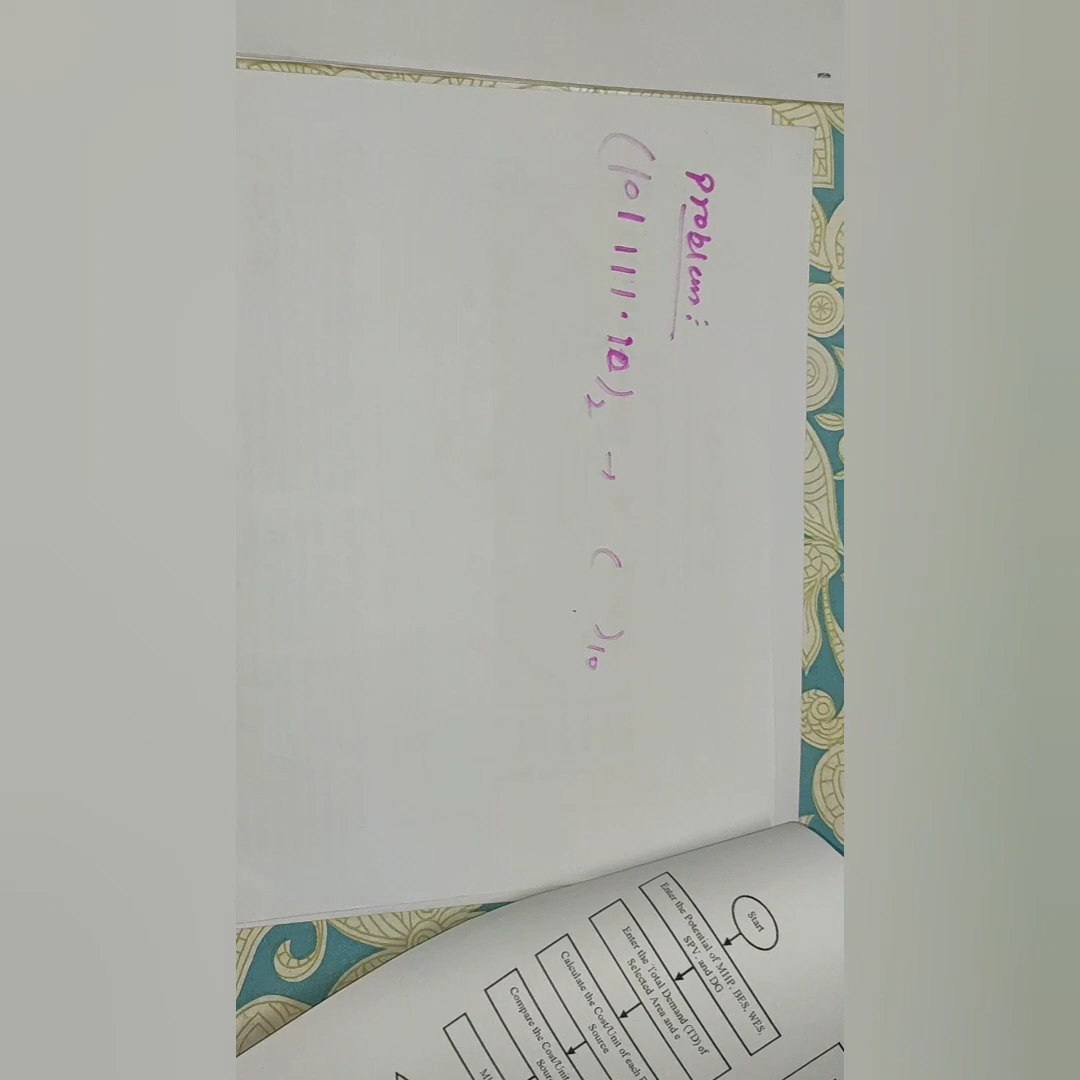 Problem:
(101111.10)₂ → ( )₁₀
Start
Enter the Potential of MHP, BES, WES,
SPV, and DG
Enter the Total Demand (TD) of
Selected Area and e
Calculate the Cost/Unit of each
Source
Compare the Cost/Unit